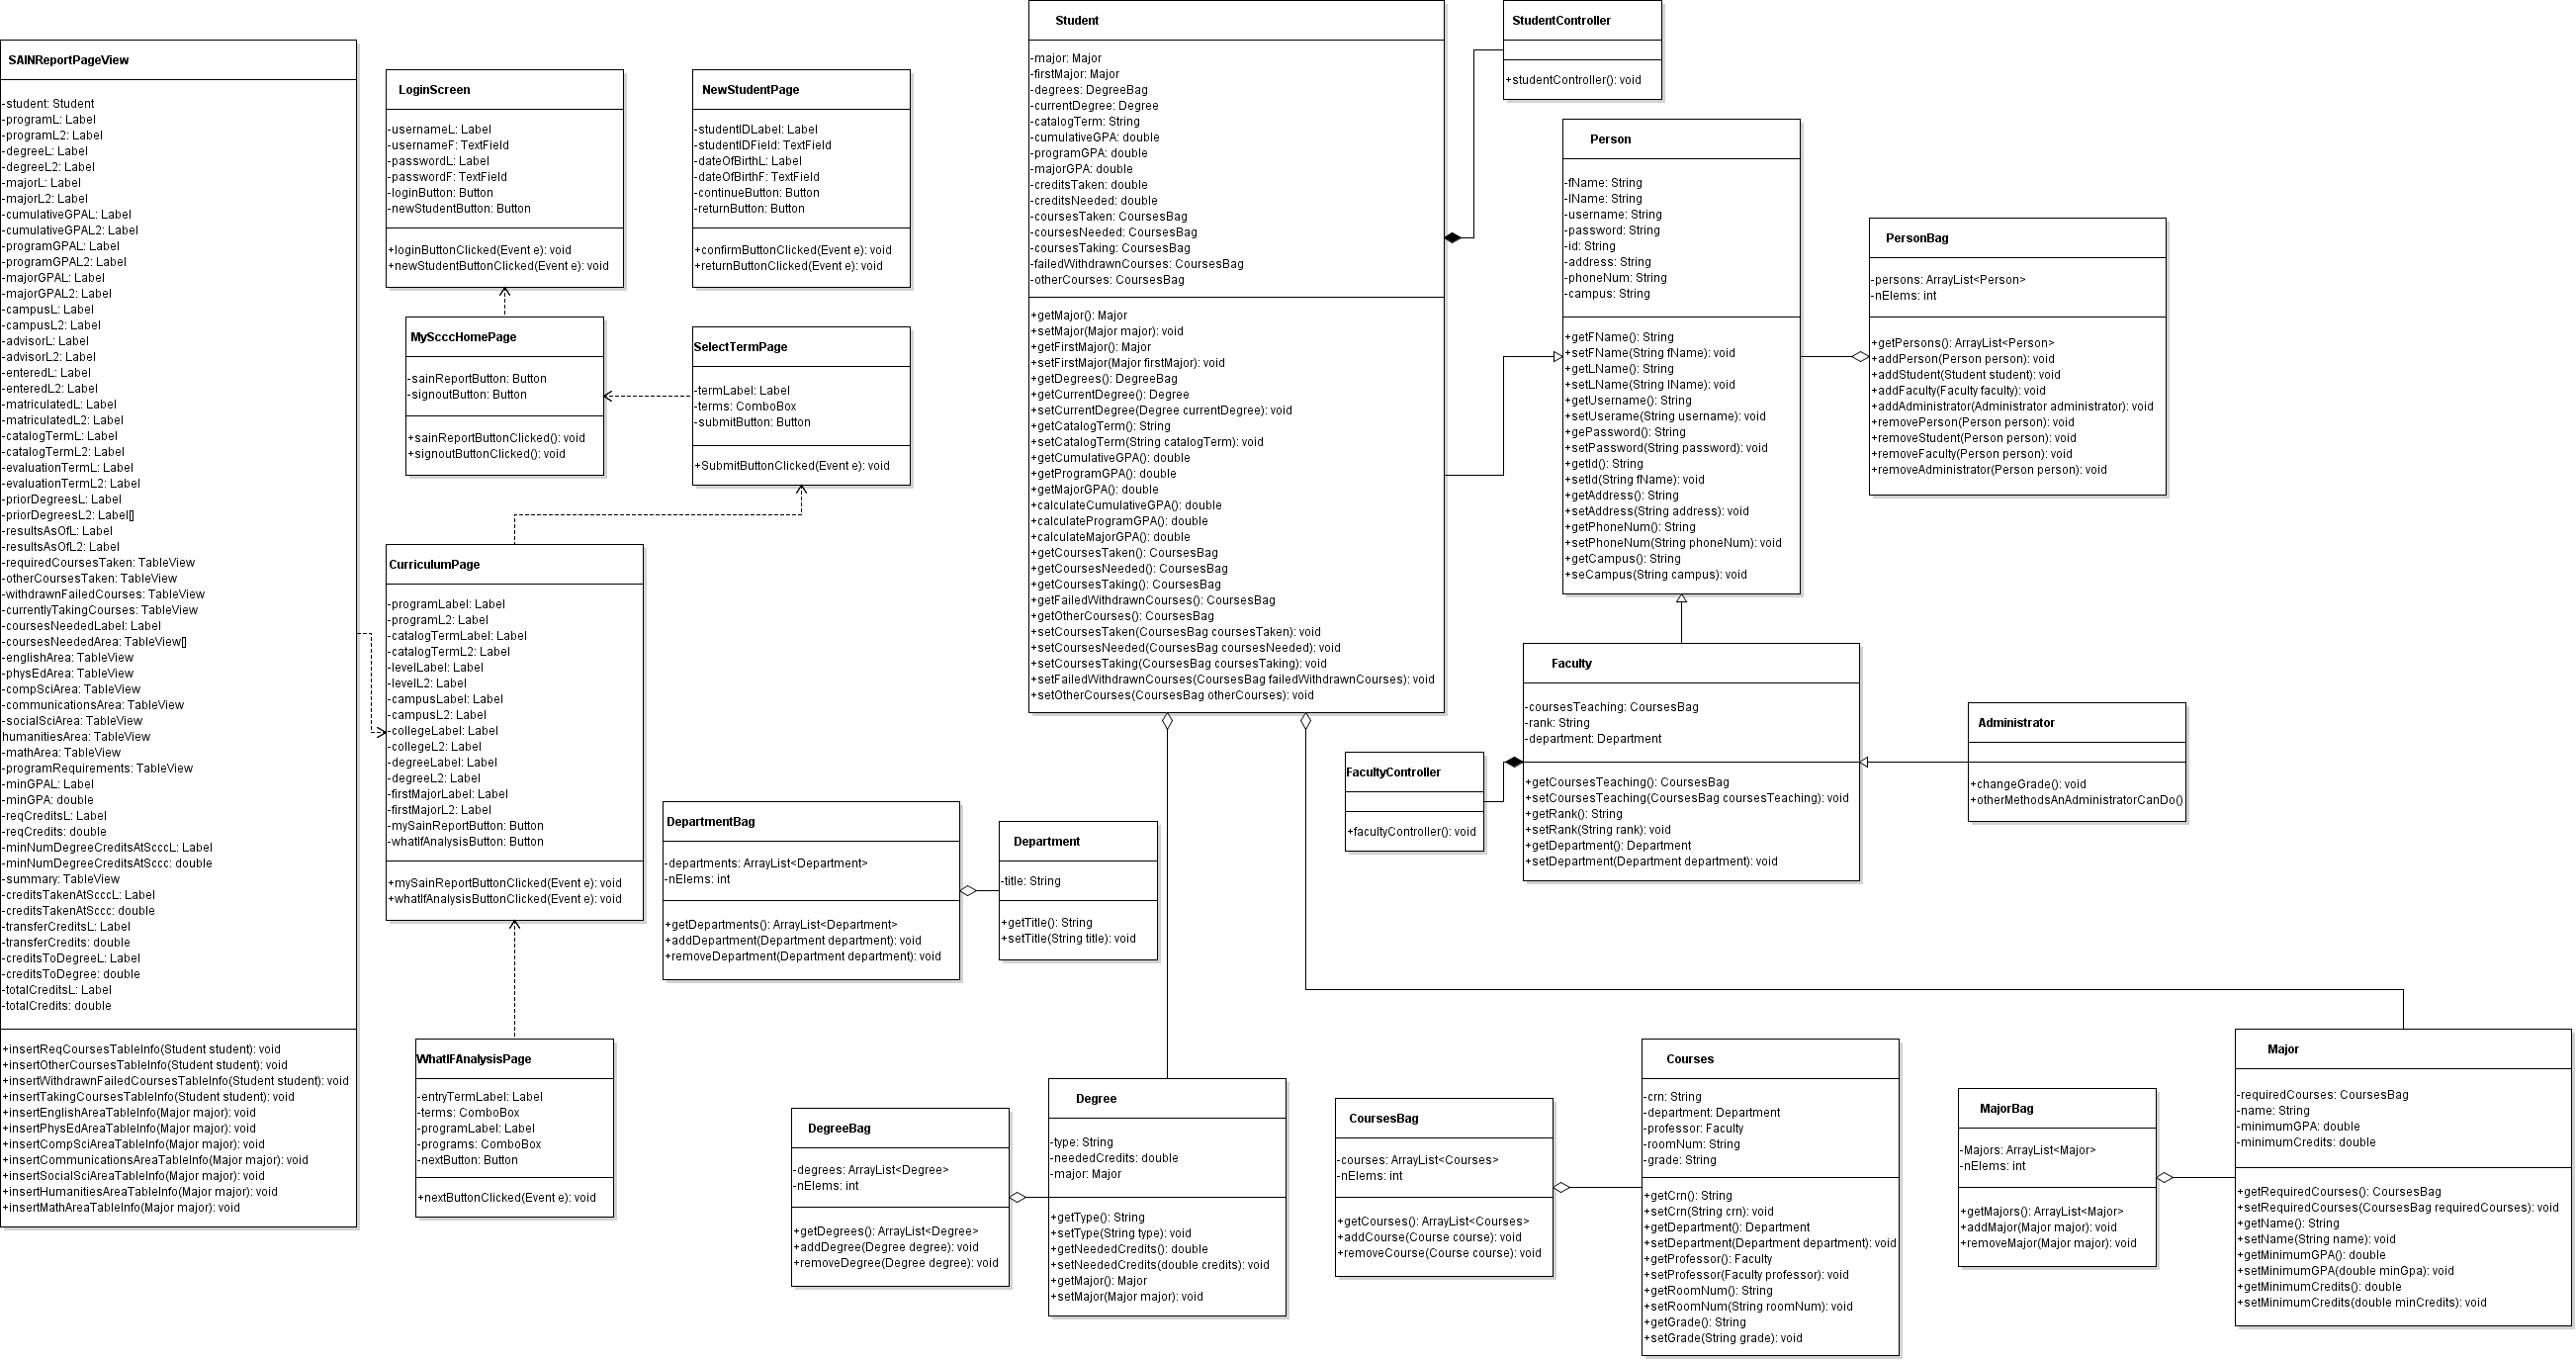 SAINReportPageView
-student: Student
-programL: Label
-programL2: Label
-degreeL: Label
-degreeL2: Label
-majorL: Label
-majorL2: Label
-cumulativeGPAL: Label
-cumulativeGPAL2: Label
-programGPAL: Label
-programGPAL2: Label
-majorGPAL: Label
-majorGPAL2: Label
-campusL: Label
-campusL2: Label
-advisorL: Label
-advisorL2: Label
-enteredL: Label
-enteredL2: Label
-matriculatedL: Label
-matriculatedL2: Label
-catalogTermL: Label
-catalogTermL2: Label
-evaluationTermL: Label
-evaluationTermL2: Label
-priorDegreesL: Label
-priorDegreesL2: Label[]
-resultsAsOfL: Label
-resultsAsOfL2: Label
-requiredCoursesTaken: TableView
-otherCoursesTaken: TableView
-withdrawnFailedCourses: TableView
-currentlyTakingCourses: TableView
-coursesNeededLabel: Label
-coursesNeededArea: TableView[]
-englishArea: TableView
-physEdArea: TableView
-compSciArea: TableView
-communicationsArea: TableView
-socialSciArea: TableView
humanitiesArea: TableView
-mathArea: TableView
-programRequirements: TableView
-minGPAL: Label
-minGPA: double
-reqCreditsL: Label
-reqCredits: double
-minNumDegreeCreditsAtScccL: Label
-minNumDegreeCreditsAtSccc: double
-summary: TableView
-creditsTakenAtScccL: Label
-creditsTakenAtSccc: double
-transferCreditsL: Label
-transferCredits: double
-creditsToDegreeL: Label
-creditsToDegree: double
-totalCreditsL: Label
-totalCredits: double
+insertReqCoursesTableInfo(Student student): void
+insertOtherCoursesTableInfo(Student student): void
+insertWithdrawnFailedCoursesTableInfo(Student student): void
+insertTakingCoursesTableInfo(Student student): void
+insertEnglishAreaTableInfo(Major major): void
+insertPhysEdAreaTableInfo(Major major): void
+insertCompSciAreaTableInfo(Major major): void
+insertCommunicationsAreaTableInfo(Major major): void
+insertSocialSciAreaTableInfo(Major major): void
+insertHumanitiesAreaTableInfo(Major major): void
+insertMathAreaTableInfo(Major major): void
LoginScreen
-usernameL: Label
-usernameF: TextField
-passwordL: Label
-passwordF: TextField
-loginButton: Button
-newStudentButton: Button
+loginButtonClicked(Event e): void
+newStudentButtonClicked(Event e): void
NewStudentPage
-studentIDLabel: Label
-studentIDField: TextField
-dateOfBirthL: Label
-dateOfBirthF: TextField
-continueButton: Button
-returnButton: Button
+confirmButtonClicked(Event e): void
+returnButtonClicked(Event e): void
MyScccHomePage
-sainReportButton: Button
-signoutButton: Button
+sainReportButtonClicked(): void
+signoutButtonClicked(): void
SelectTermPage
-termLabel: Label
-terms: ComboBox
-submitButton: Button
+SubmitButtonClicked(Event e): void
CurriculumPage
-programLabel: Label
-programL2: Label
-catalogTermLabel: Label
-catalogTermL2: Label
-levelLabel: Label
-levelL2: Label
-campusLabel: Label
-campusL2: Label
-collegeLabel: Label
-collegeL2: Label
-degreeLabel: Label
-degreeL2: Label
-firstMajorLabel: Label
-firstMajorL2: Label
-mySainReportButton: Button
-whatIfAnalysisButton: Button
+mySainReportButtonClicked(Event e): void
+whatIfAnalysisButtonClicked(Event e): void
WhatIFAnalysisPage
-entryTermLabel: Label
-terms: ComboBox
-programLabel: Label
-programs: ComboBox
-nextButton: Button
+nextButtonClicked(Event e): void
Student
-major: Major
-firstMajor: Major
-degrees: DegreeBag
-currentDegree: Degree
-catalogTerm: String
-cumulativeGPA: double
-programGPA: double
-majorGPA: double
-creditsTaken: double
-creditsNeeded: double
-coursesTaken: CoursesBag
-coursesNeeded: CoursesBag
-coursesTaking: CoursesBag
-failedWithdrawnCourses: CoursesBag
-otherCourses: CoursesBag
+getMajor(): Major
+setMajor(Major major): void
+getFirstMajor(): Major
+setFirstMajor(Major firstMajor): void
+getDegrees(): DegreeBag
+getCurrentDegree(): Degree
+setCurrentDegree(Degree currentDegree): void
+getCatalogTerm(): String
+setCatalogTerm(String catalogTerm): void
+getCumulativeGPA(): double
+getProgramGPA(): double
+getMajorGPA(): double
+calculateCumulativeGPA(): double
+calculateProgramGPA(): double
+calculateMajorGPA(): double
+getCoursesTaken(): CoursesBag
+getCoursesNeeded(): CoursesBag
+getCoursesTaking(): CoursesBag
+getFailedWithdrawnCourses(): CoursesBag
+getOtherCourses(): CoursesBag
+setCoursesTaken(CoursesBag coursesTaken): void
+setCoursesNeeded(CoursesBag coursesNeeded): void
+setCoursesTaking(CoursesBag coursesTaking): void
+setFailedWithdrawnCourses(CoursesBag failedWithdrawnCourses): void
+setOtherCourses(CoursesBag otherCourses): void
StudentController
+studentController(): void
Person
-fName: String
-lName: String
-username: String
-password: String
-id: String
-address: String
-phoneNum: String
-campus: String
+getFName(): String
+setFName(String fName): void
+getLName(): String
+setLName(String lName): void
+getUsername(): String
+setUserame(String username): void
+gePassword(): String
+setPassword(String password): void
+getId(): String
+setId(String fName): void
+getAddress(): String
+setAddress(String address): void
+getPhoneNum(): String
+setPhoneNum(String phoneNum): void
+getCampus(): String
+seCampus(String campus): void
PersonBag
-persons: ArrayList<Person>
-nElems: int
+getPersons(): ArrayList<Person>
+addPerson(Person person): void
+addStudent(Student student): void
+addFaculty(Faculty faculty): void
+addAdministrator(Administrator administrator): void
+removePerson(Person person): void
+removeStudent(Person person): void
+removeFaculty(Person person): void
+removeAdministrator(Person person): void
Faculty
-coursesTeaching: CoursesBag
-rank: String
-department: Department
+getCoursesTeaching(): CoursesBag
+setCoursesTeaching(CoursesBag coursesTeaching): void
+getRank(): String
+setRank(String rank): void
+getDepartment(): Department
+setDepartment(Department department): void
FacultyController
+facultyController(): void
Administrator
+changeGrade(): void
+otherMethodsAnAdministratorCanDo()
DepartmentBag
-departments: ArrayList<Department>
-nElems: int
+getDepartments(): ArrayList<Department>
+addDepartment(Department department): void
+removeDepartment(Department department): void
Department
-title: String
+getTitle(): String
+setTitle(String title): void
DegreeBag
-degrees: ArrayList<Degree>
-nElems: int
+getDegrees(): ArrayList<Degree>
+addDegree(Degree degree): void
+removeDegree(Degree degree): void
Degree
-type: String
-neededCredits: double
-major: Major
+getType(): String
+setType(String type): void
+getNeededCredits(): double
+setNeededCredits(double credits): void
+getMajor(): Major
+setMajor(Major major): void
CoursesBag
-courses: ArrayList<Courses>
-nElems: int
+getCourses(): ArrayList<Courses>
+addCourse(Course course): void
+removeCourse(Course course): void
Courses
-crn: String
-department: Department
-professor: Faculty
-roomNum: String
-grade: String
+getCrn(): String
+setCrn(String crn): void
+getDepartment(): Department
+setDepartment(Department department): void
+getProfessor(): Faculty
+setProfessor(Faculty professor): void
+getRoomNum(): String
+setRoomNum(String roomNum): void
+getGrade(): String
+setGrade(String grade): void
MajorBag
-Majors: ArrayList<Major>
-nElems: int
+getMajors(): ArrayList<Major>
+addMajor(Major major): void
+removeMajor(Major major): void
Major
-requiredCourses: CoursesBag
-name: String
-minimumGPA: double
-minimumCredits: double
+getRequiredCourses(): CoursesBag
+setRequiredCourses(CoursesBag requiredCourses): void
+getName(): String
+setName(String name): void
+getMinimumGPA(): double
+setMinimumGPA(double minGpa): void
+getMinimumCredits(): double
+setMinimumCredits(double minCredits): void